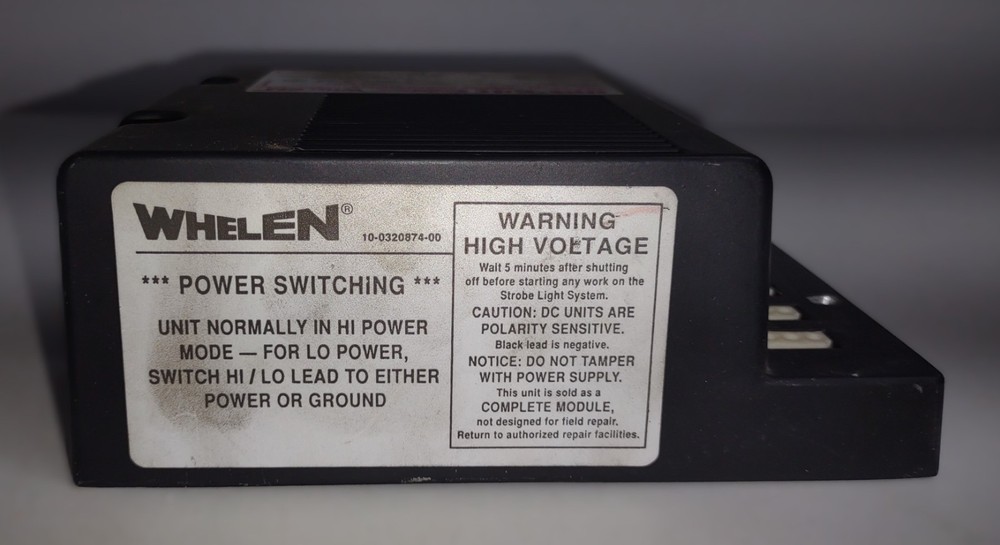 WHELEN®
10-0320874-00
*** POWER SWITCHING ***
UNIT NORMALLY IN HI POWER
MODE — FOR LO POWER,
SWITCH HI / LO LEAD TO EITHER
POWER OR GROUND
WARNING
HIGH VOLTAGE
Wait 5 minutes after shutting
off before starting any work on the
Strobe Light System.
CAUTION: DC UNITS ARE
POLARITY SENSITIVE.
Black lead is negative.
NOTICE: DO NOT TAMPER
WITH POWER SUPPLY.
This unit is sold as a
COMPLETE MODULE,
not designed for field repair.
Return to authorized repair facilities.